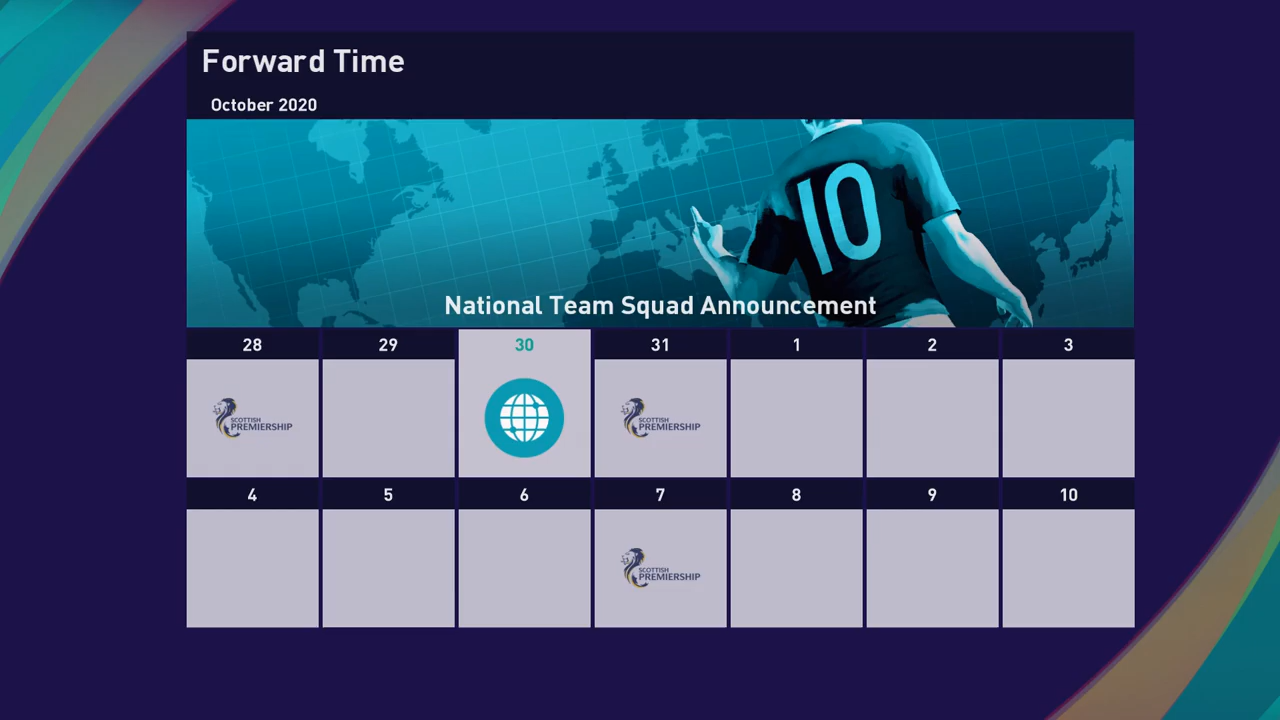 Forward Time
October 2020
10
National Team Squad Announcement
28 29 30 31 1 2 3
SCOTTISH PREMIERSHIP
SCOTTISH PREMIERSHIP
4 5 6 7 8 9 10
SCOTTISH PREMIERSHIP